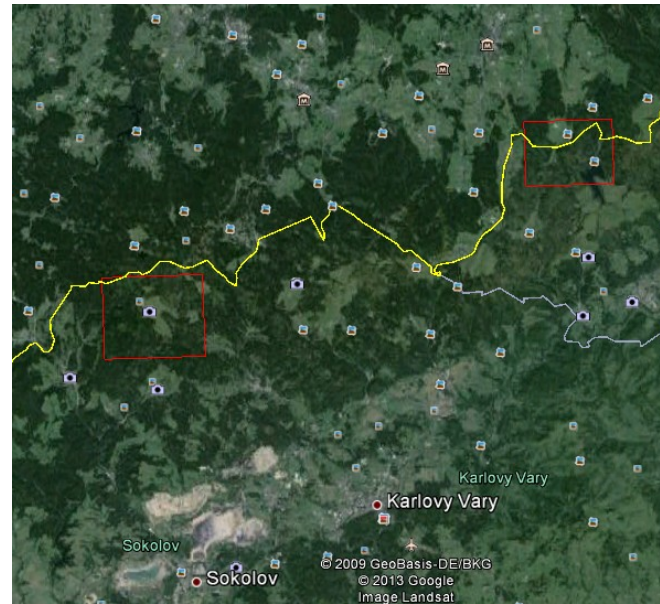 Karlovy Vary
Karlovy Vary
Sokolov
Sokolov
© 2009 GeoBasis-DE/BKG
© 2013 Google
Image Landsat